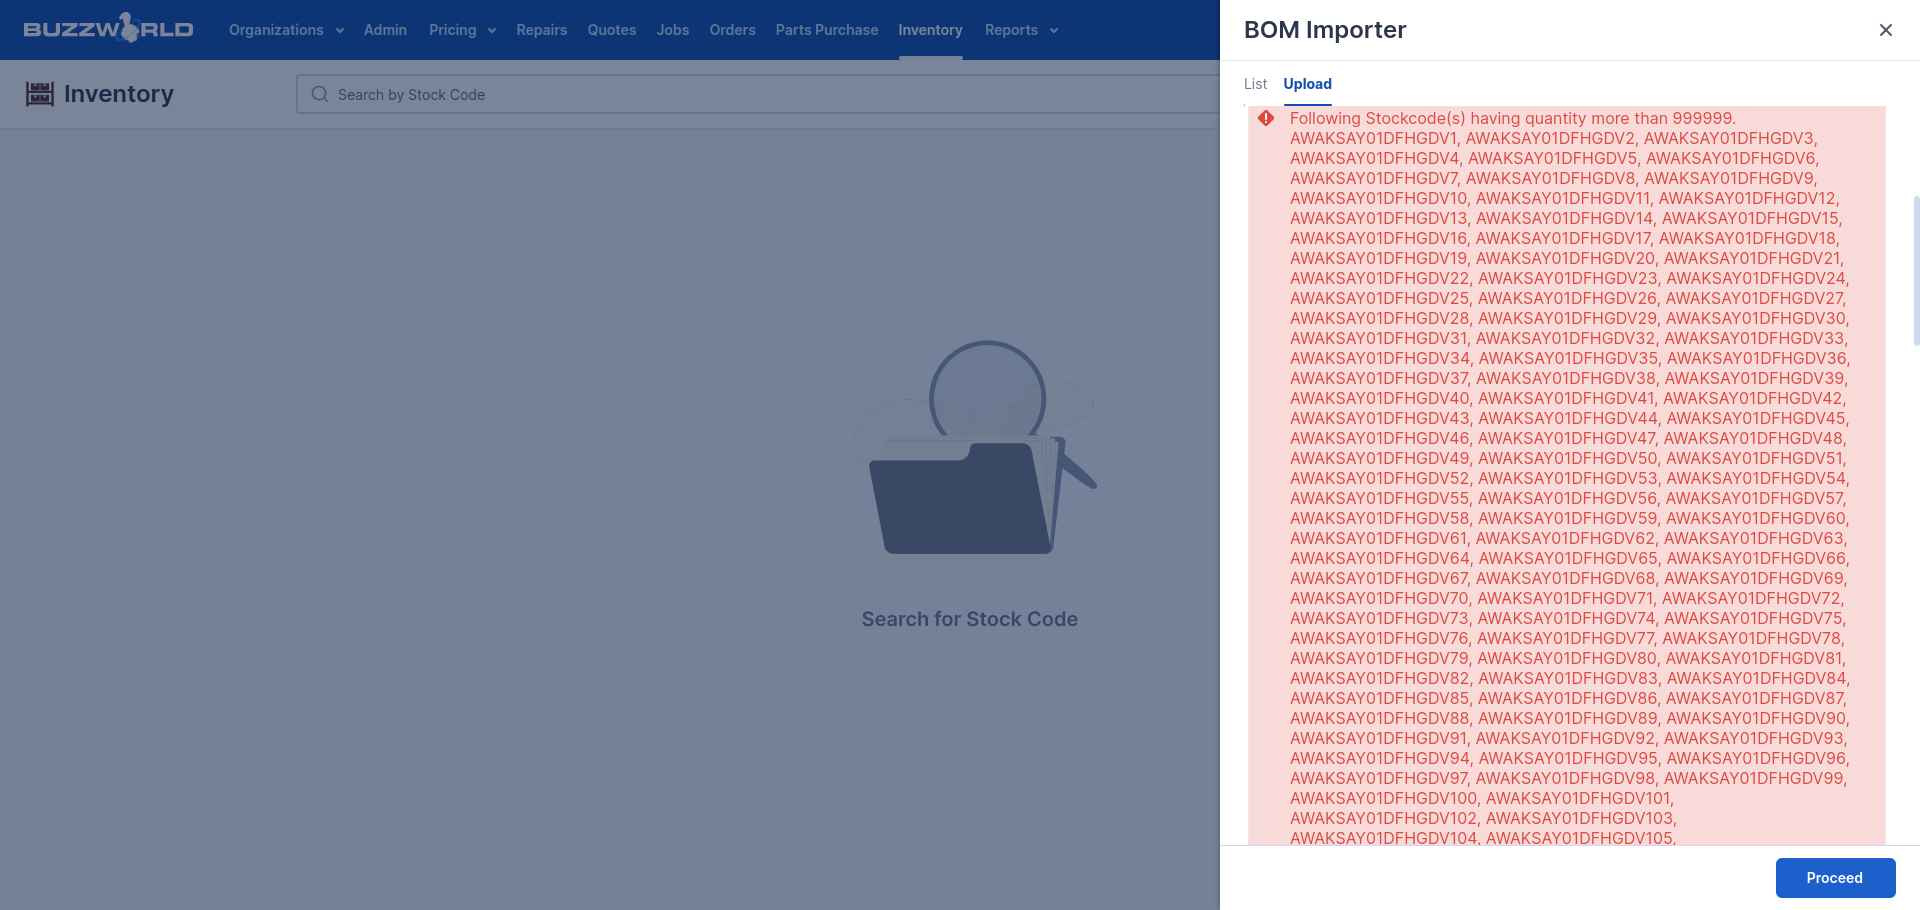 BUZZWORLD
Organizations Admin Pricing Repairs Quotes Jobs Orders Parts Purchase Inventory Reports
Inventory
Search by Stock Code
Search for Stock Code
BOM Importer
List Upload
Following Stockcode(s) having quantity more than 999999.
AWAKSAY01DFHGDV1, AWAKSAY01DFHGDV2, AWAKSAY01DFHGDV3,
AWAKSAY01DFHGDV4, AWAKSAY01DFHGDV5, AWAKSAY01DFHGDV6,
AWAKSAY01DFHGDV7, AWAKSAY01DFHGDV8, AWAKSAY01DFHGDV9,
AWAKSAY01DFHGDV10, AWAKSAY01DFHGDV11, AWAKSAY01DFHGDV12,
AWAKSAY01DFHGDV13, AWAKSAY01DFHGDV14, AWAKSAY01DFHGDV15,
AWAKSAY01DFHGDV16, AWAKSAY01DFHGDV17, AWAKSAY01DFHGDV18,
AWAKSAY01DFHGDV19, AWAKSAY01DFHGDV20, AWAKSAY01DFHGDV21,
AWAKSAY01DFHGDV22, AWAKSAY01DFHGDV23, AWAKSAY01DFHGDV24,
AWAKSAY01DFHGDV25, AWAKSAY01DFHGDV26, AWAKSAY01DFHGDV27,
AWAKSAY01DFHGDV28, AWAKSAY01DFHGDV29, AWAKSAY01DFHGDV30,
AWAKSAY01DFHGDV31, AWAKSAY01DFHGDV32, AWAKSAY01DFHGDV33,
AWAKSAY01DFHGDV34, AWAKSAY01DFHGDV35, AWAKSAY01DFHGDV36,
AWAKSAY01DFHGDV37, AWAKSAY01DFHGDV38, AWAKSAY01DFHGDV39,
AWAKSAY01DFHGDV40, AWAKSAY01DFHGDV41, AWAKSAY01DFHGDV42,
AWAKSAY01DFHGDV43, AWAKSAY01DFHGDV44, AWAKSAY01DFHGDV45,
AWAKSAY01DFHGDV46, AWAKSAY01DFHGDV47, AWAKSAY01DFHGDV48,
AWAKSAY01DFHGDV49, AWAKSAY01DFHGDV50, AWAKSAY01DFHGDV51,
AWAKSAY01DFHGDV52, AWAKSAY01DFHGDV53, AWAKSAY01DFHGDV54,
AWAKSAY01DFHGDV55, AWAKSAY01DFHGDV56, AWAKSAY01DFHGDV57,
AWAKSAY01DFHGDV58, AWAKSAY01DFHGDV59, AWAKSAY01DFHGDV60,
AWAKSAY01DFHGDV61, AWAKSAY01DFHGDV62, AWAKSAY01DFHGDV63,
AWAKSAY01DFHGDV64, AWAKSAY01DFHGDV65, AWAKSAY01DFHGDV66,
AWAKSAY01DFHGDV67, AWAKSAY01DFHGDV68, AWAKSAY01DFHGDV69,
AWAKSAY01DFHGDV70, AWAKSAY01DFHGDV71, AWAKSAY01DFHGDV72,
AWAKSAY01DFHGDV73, AWAKSAY01DFHGDV74, AWAKSAY01DFHGDV75,
AWAKSAY01DFHGDV76, AWAKSAY01DFHGDV77, AWAKSAY01DFHGDV78,
AWAKSAY01DFHGDV79, AWAKSAY01DFHGDV80, AWAKSAY01DFHGDV81,
AWAKSAY01DFHGDV82, AWAKSAY01DFHGDV83, AWAKSAY01DFHGDV84,
AWAKSAY01DFHGDV85, AWAKSAY01DFHGDV86, AWAKSAY01DFHGDV87,
AWAKSAY01DFHGDV88, AWAKSAY01DFHGDV89, AWAKSAY01DFHGDV90,
AWAKSAY01DFHGDV91, AWAKSAY01DFHGDV92, AWAKSAY01DFHGDV93,
AWAKSAY01DFHGDV94, AWAKSAY01DFHGDV95, AWAKSAY01DFHGDV96,
AWAKSAY01DFHGDV97, AWAKSAY01DFHGDV98, AWAKSAY01DFHGDV99,
AWAKSAY01DFHGDV100, AWAKSAY01DFHGDV101,
AWAKSAY01DFHGDV102, AWAKSAY01DFHGDV103,
AWAKSAY01DFHGDV104, AWAKSAY01DFHGDV105,
Proceed